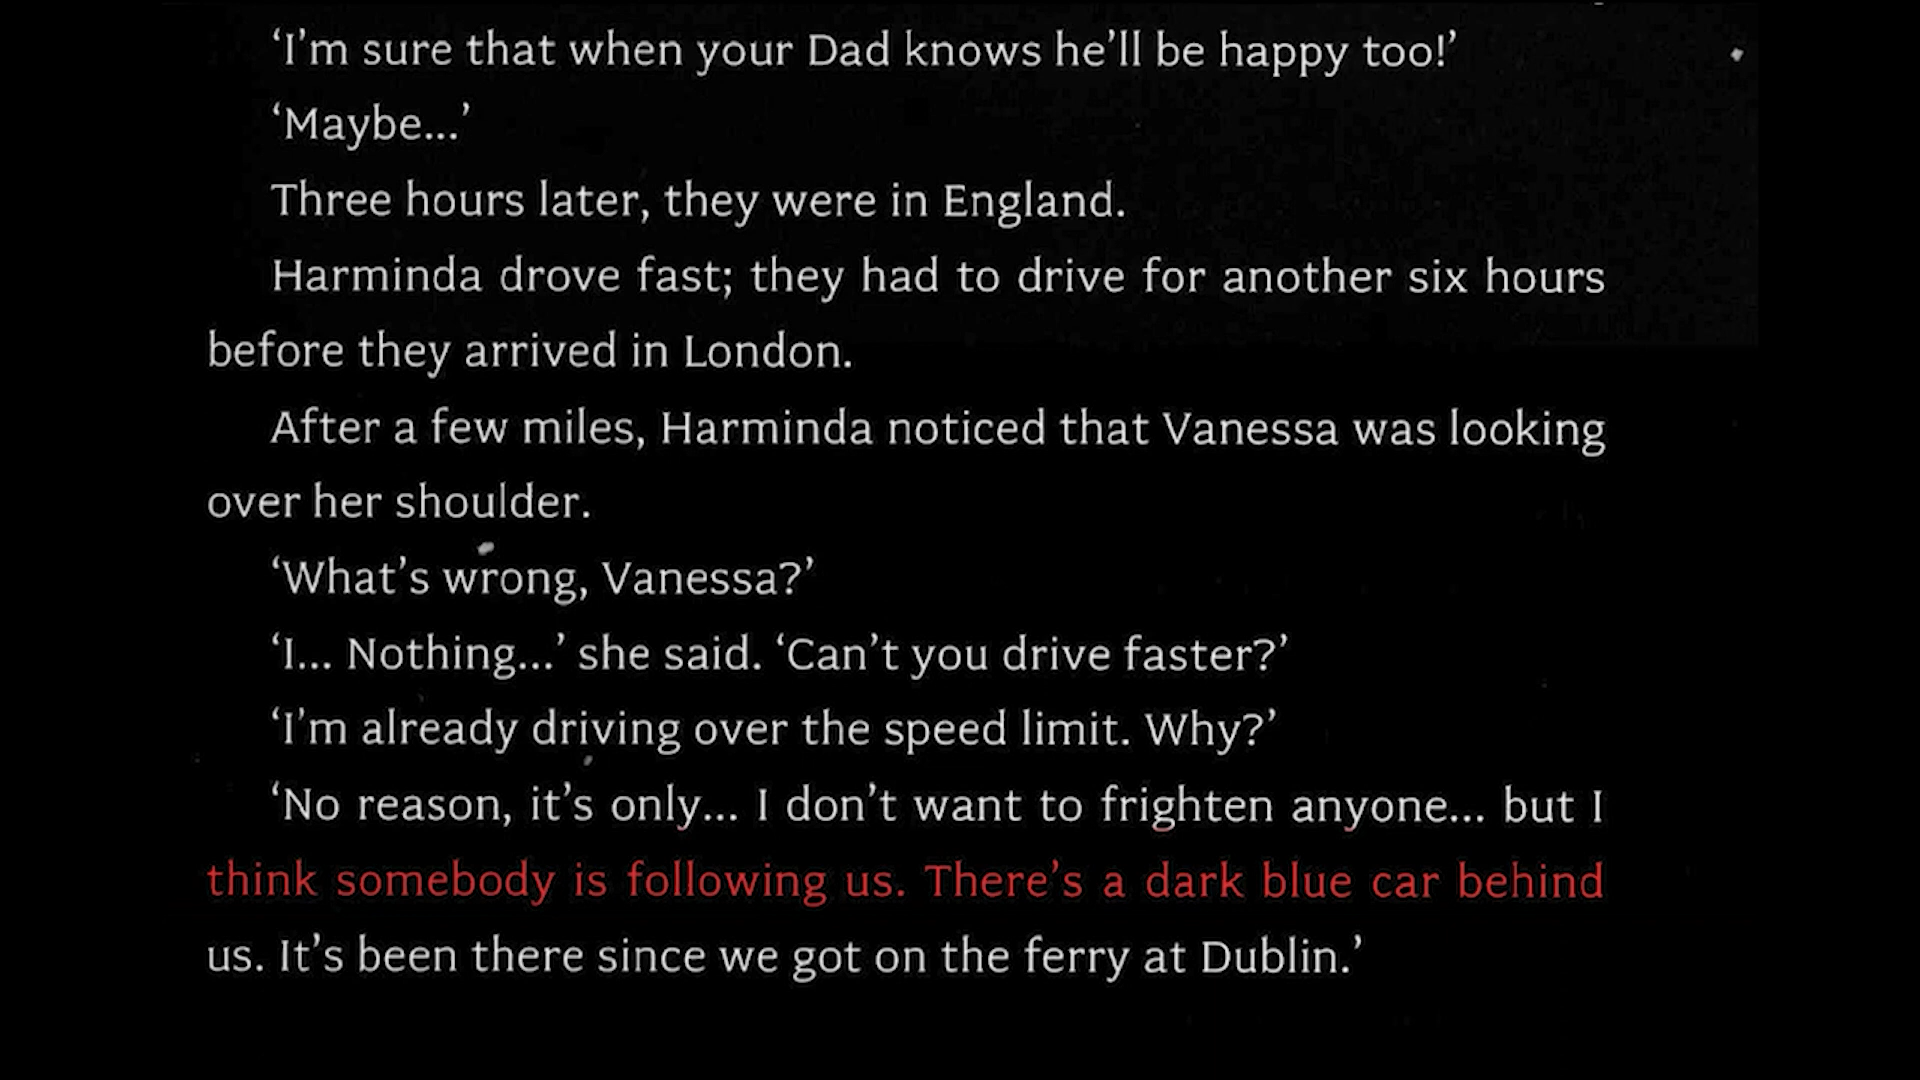 ‘I’m sure that when your Dad knows he’ll be happy too!’
‘Maybe...’
Three hours later, they were in England.
Harminda drove fast; they had to drive for another six hours
before they arrived in London.
After a few miles, Harminda noticed that Vanessa was looking
over her shoulder.
‘What’s wrong, Vanessa?’
‘I... Nothing...’ she said. ‘Can’t you drive faster?’
‘I’m already driving over the speed limit. Why?’
‘No reason, it’s only... I don’t want to frighten anyone... but I
think somebody is following us. There’s a dark blue car behind
us. It’s been there since we got on the ferry at Dublin.’